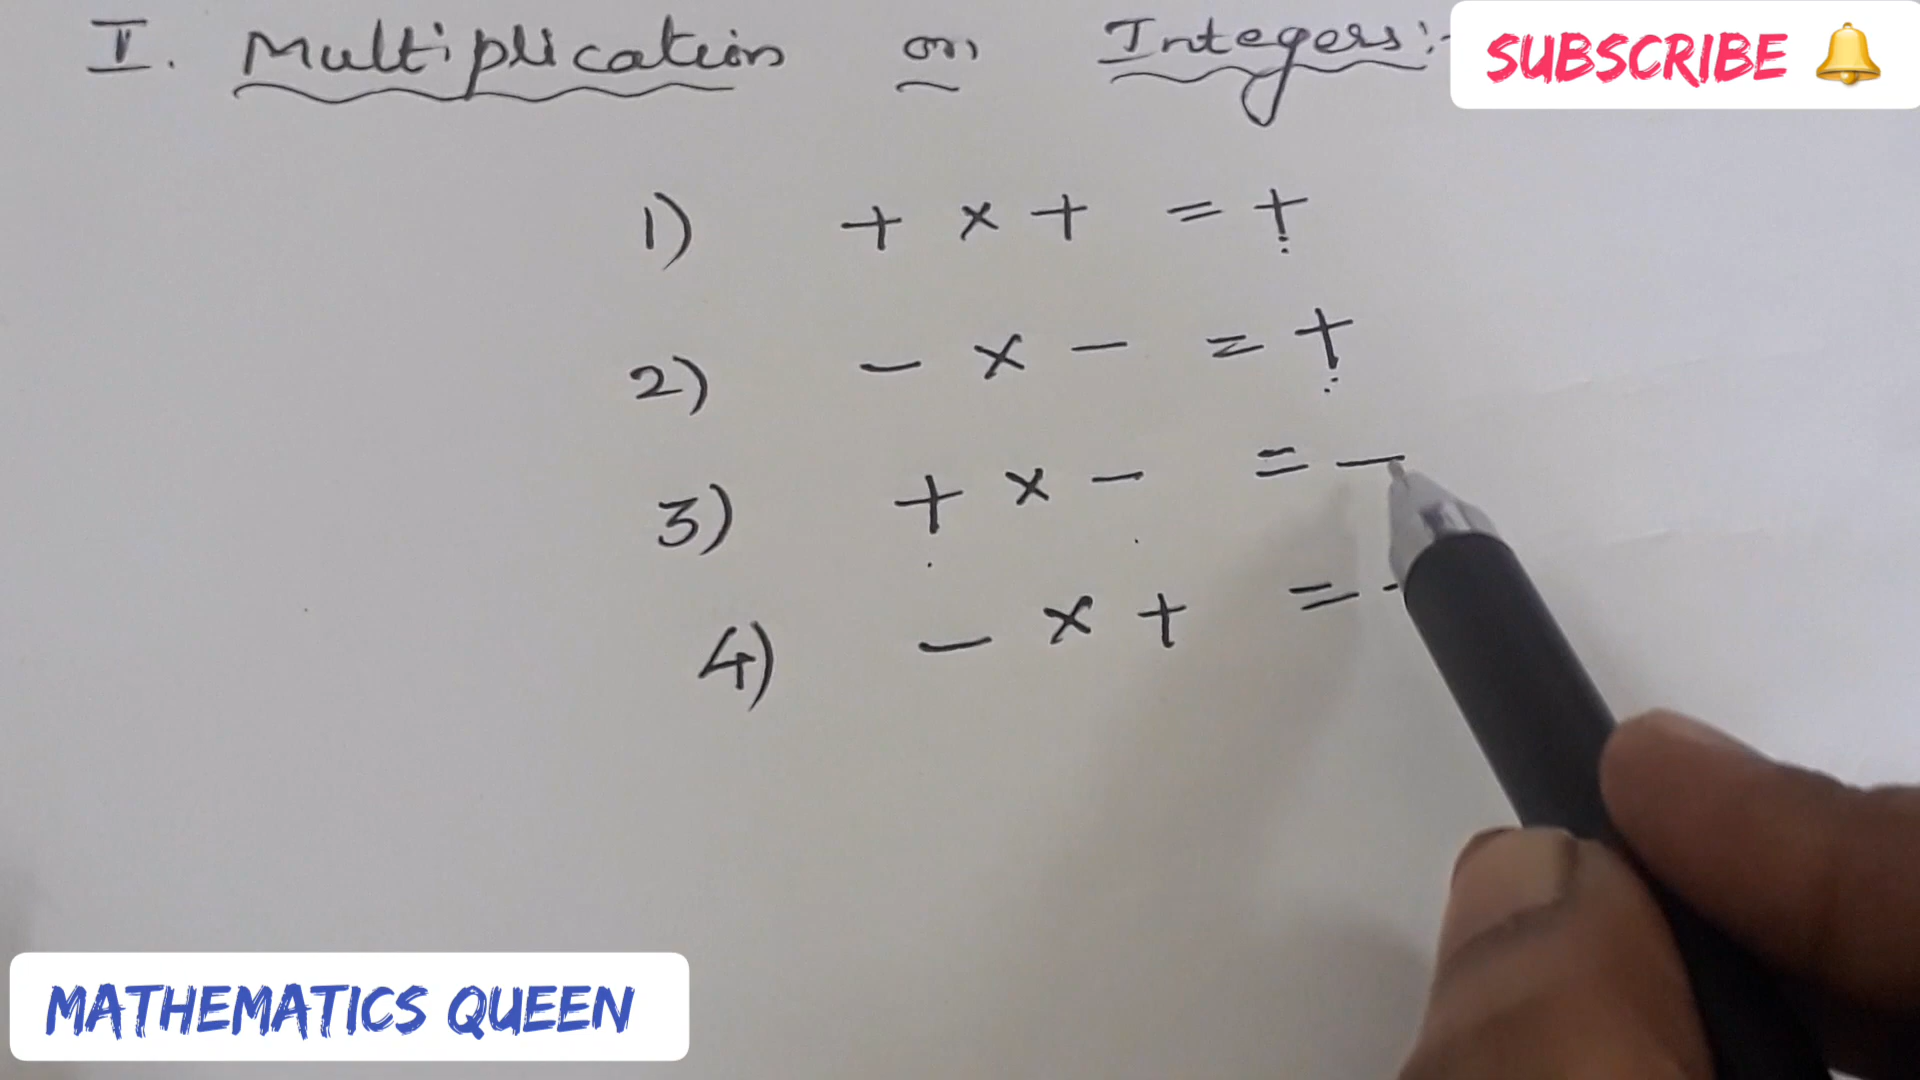 I. Multiplication on Integers:-
SUBSCRIBE
1) + × + = +
2) - × - = +
3) + × - = -
4) - × + = -
MATHEMATICS QUEEN